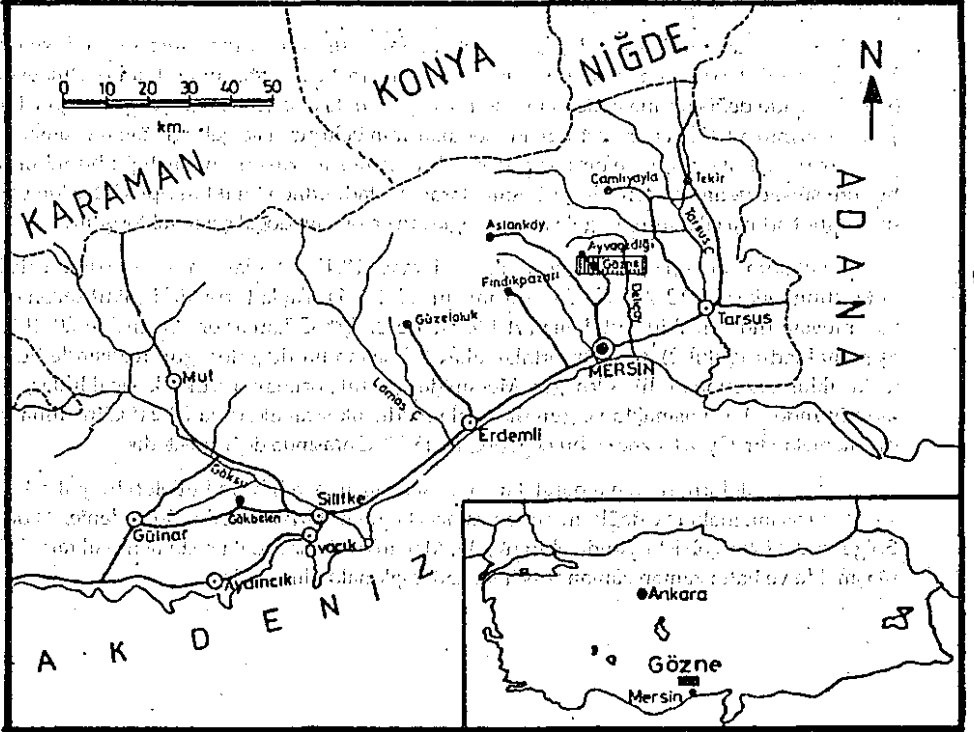 KONYA
NİĞDE
N
0 10 20 30 40 50
km.
KARAMAN
ADANA
Çamlıyayla
Tekir
Tarsus Ç.
Aslanköy
Ayvagediği
Gözne
Fındıkpazarı
Deliçay
Güzeloluk
Tarsus
MERSİN
Mut
Lamas Ç.
Erdemli
Göksu
Silifke
Gökbelen
Gülnar
Ovacık
Aydıncık
AKDENİZ
Ankara
Gözne
Mersin